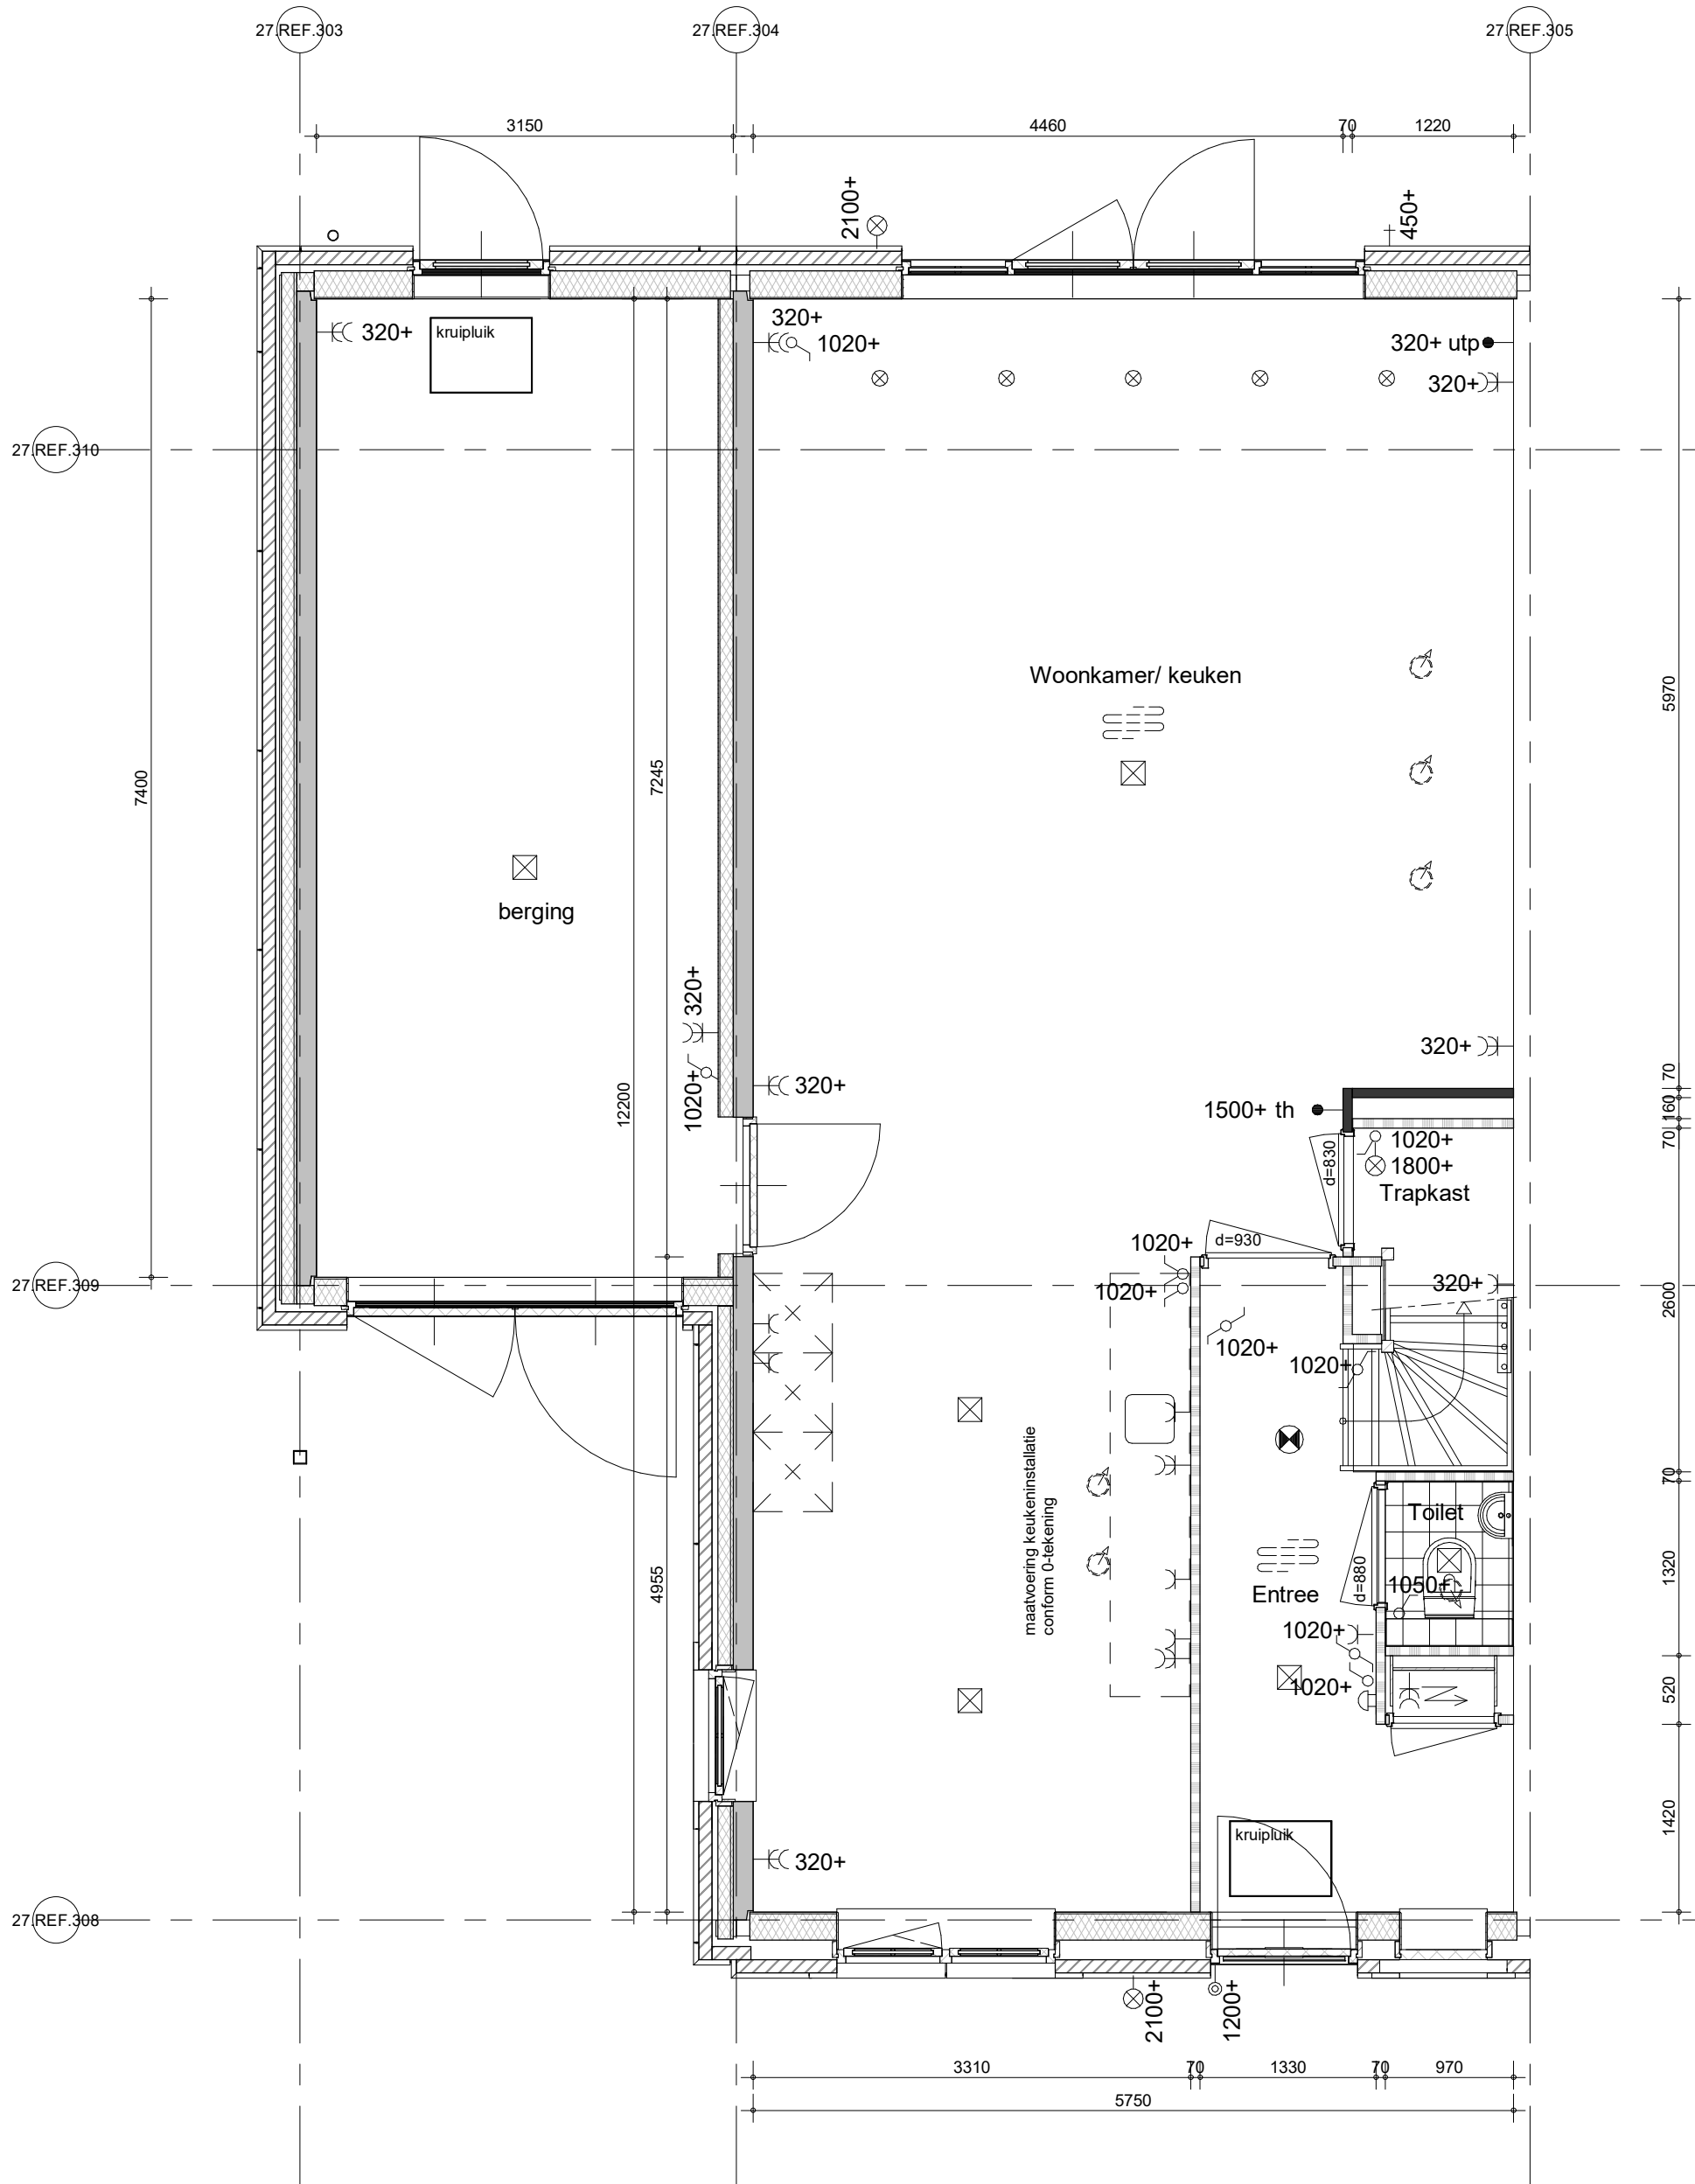 27.REF.303
27.REF.304
27.REF.305
3150
4460
70
1220
2100+
450+
320+
kruipluik
320+
1020+
320+ utp
320+
27.REF.310
Woonkamer/ keuken
5970
7400
7245
berging
320+
1020+
12200
320+
320+
70
160
70
1500+ th
1020+
1800+
Trapkast
d=830
d=930
1020+
1020+
320+
27.REF.309
2600
1020+
1020+
maatvoering keukeninstallatie
conform 0-tekening
70
Toilet
1320
d=880
1050+
Entree
4955
1020+
1020+
520
1420
kruipluik
320+
27.REF.308
2100+
1200+
3310
70
1330
70
970
5750